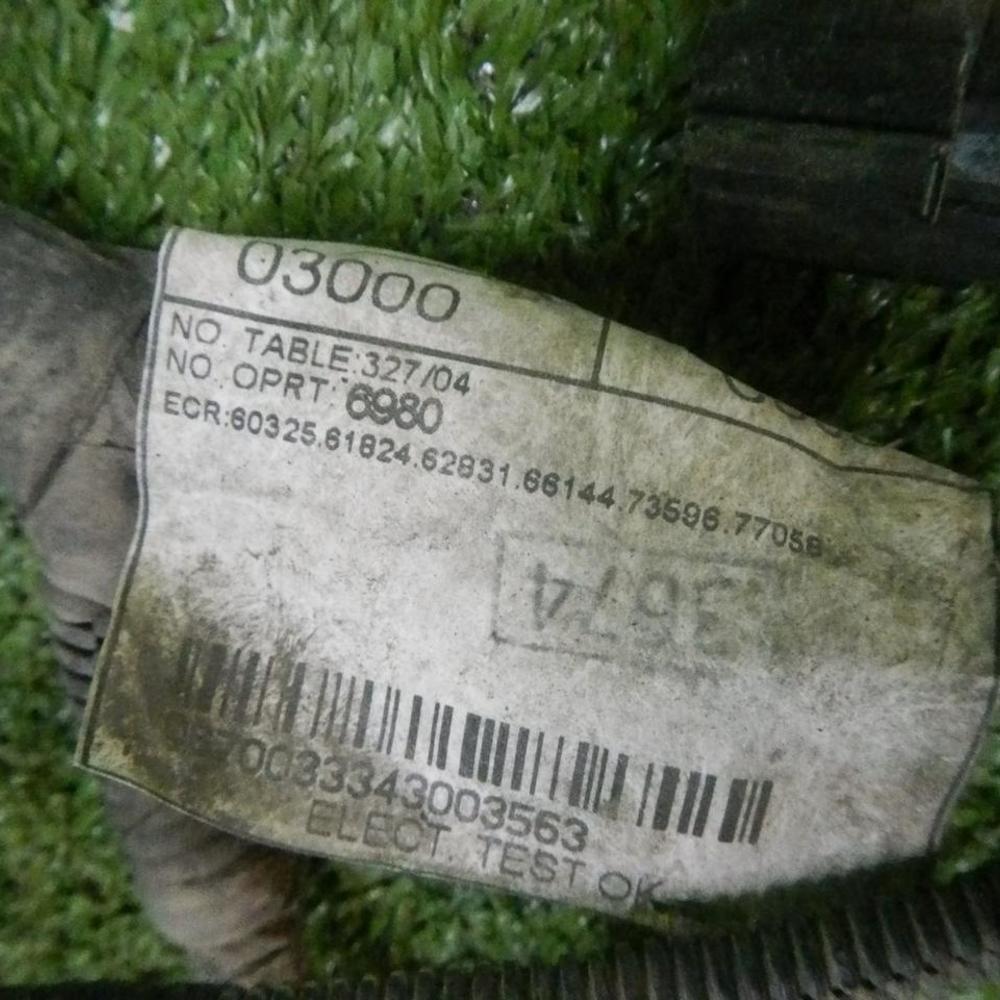 03000
NO. TABLE:327/04
NO. OPRT: 6980
ECR:60325.61824.62831.66144.73596.77058
3674
ELECT. TEST OK